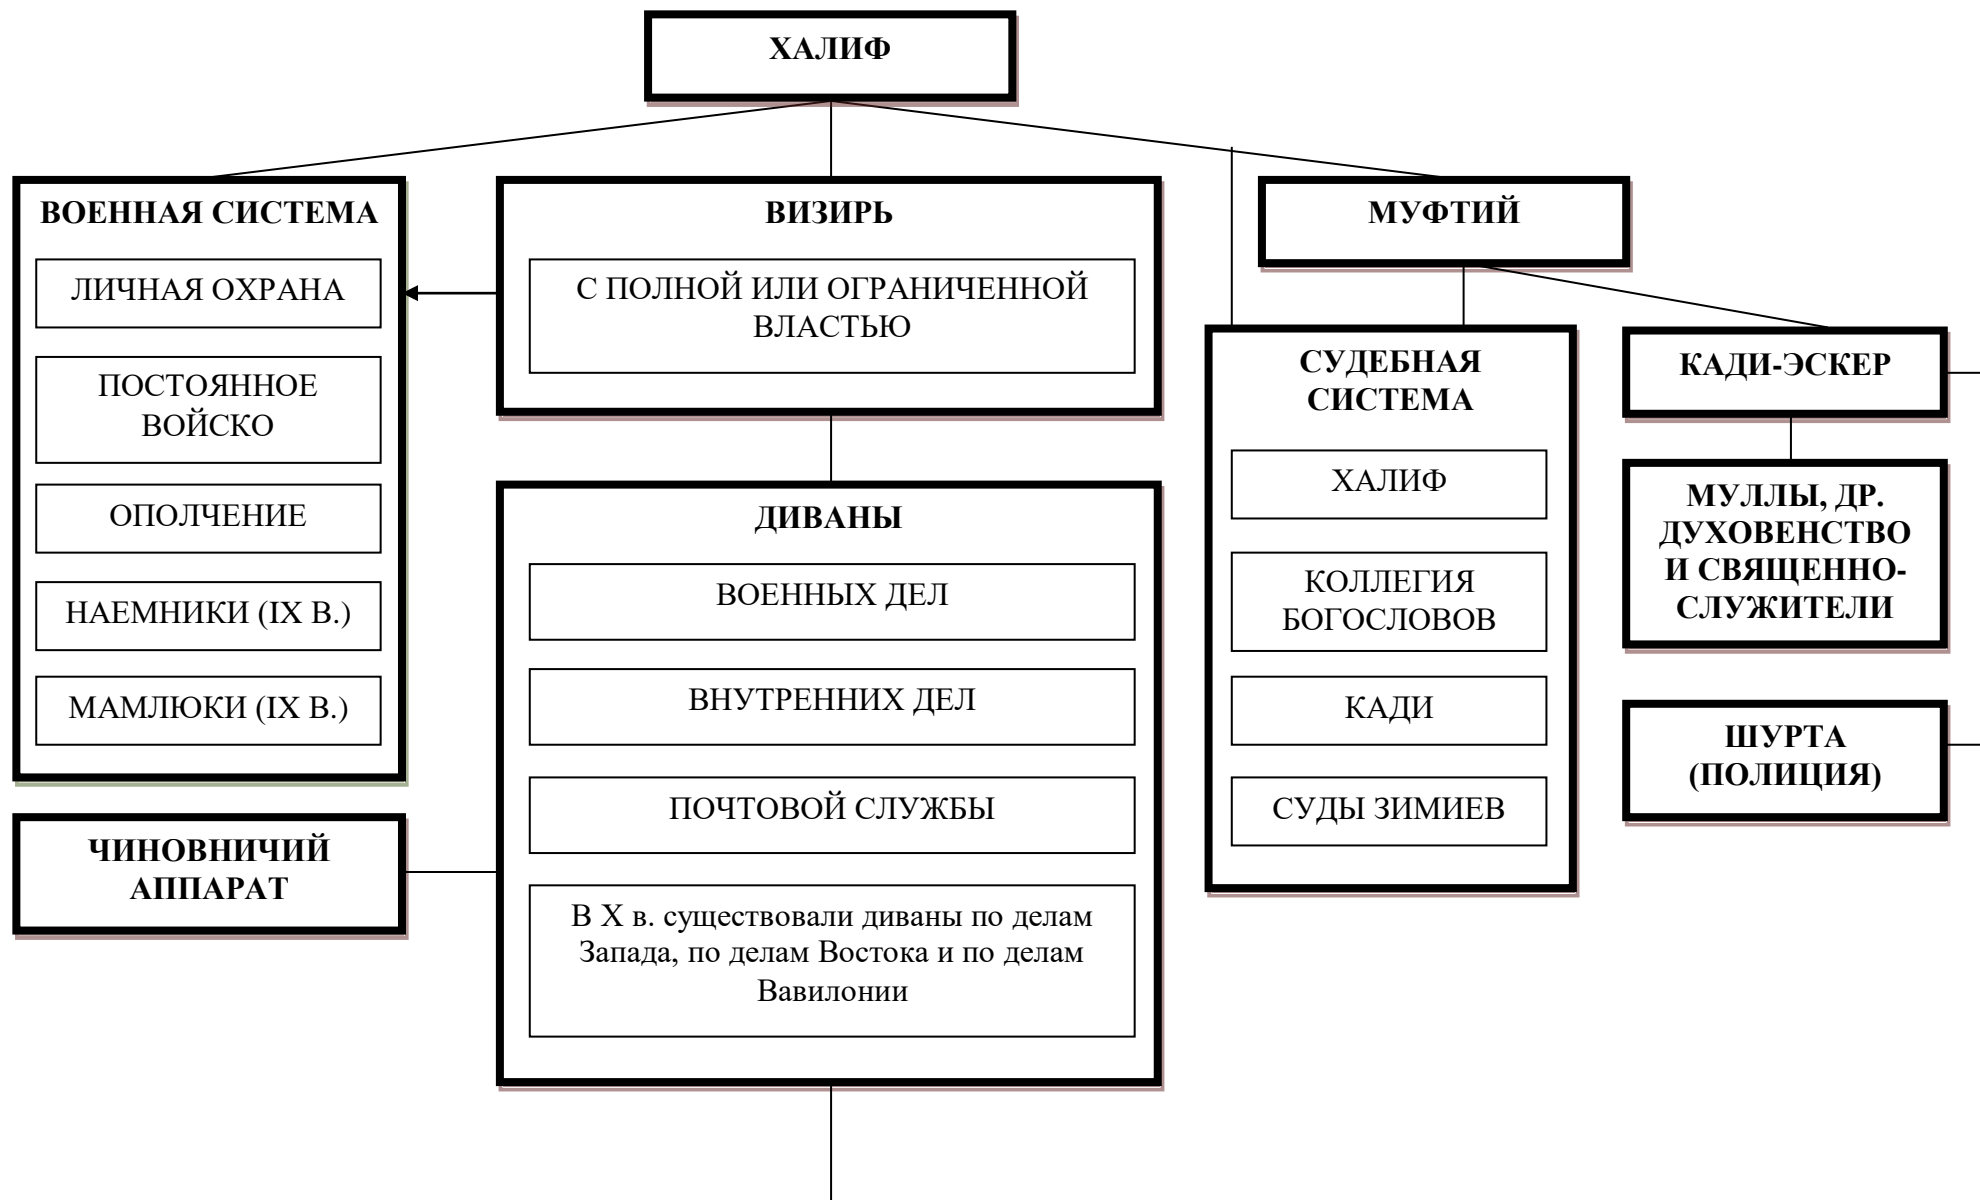 ХАЛИФ
ВОЕННАЯ СИСТЕМА
ЛИЧНАЯ ОХРАНА
ПОСТОЯННОЕ
ВОЙСКО
ОПОЛЧЕНИЕ
НАЕМНИКИ (IX В.)
МАМЛЮКИ (IX В.)
ЧИНОВНИЧИЙ
АППАРАТ
ВИЗИРЬ
С ПОЛНОЙ ИЛИ ОГРАНИЧЕННОЙ
ВЛАСТЬЮ
ДИВАНЫ
ВОЕННЫХ ДЕЛ
ВНУТРЕННИХ ДЕЛ
ПОЧТОВОЙ СЛУЖБЫ
В X в. существовали диваны по делам
Запада, по делам Востока и по делам
Вавилонии
МУФТИЙ
СУДЕБНАЯ
СИСТЕМА
ХАЛИФ
КОЛЛЕГИЯ
БОГОСЛОВОВ
КАДИ
СУДЫ ЗИМИЕВ
КАДИ-ЭСКЕР
МУЛЛЫ, ДР.
ДУХОВЕНСТВО
И СВЯЩЕННО-
СЛУЖИТЕЛИ
ШУРТА
(ПОЛИЦИЯ)